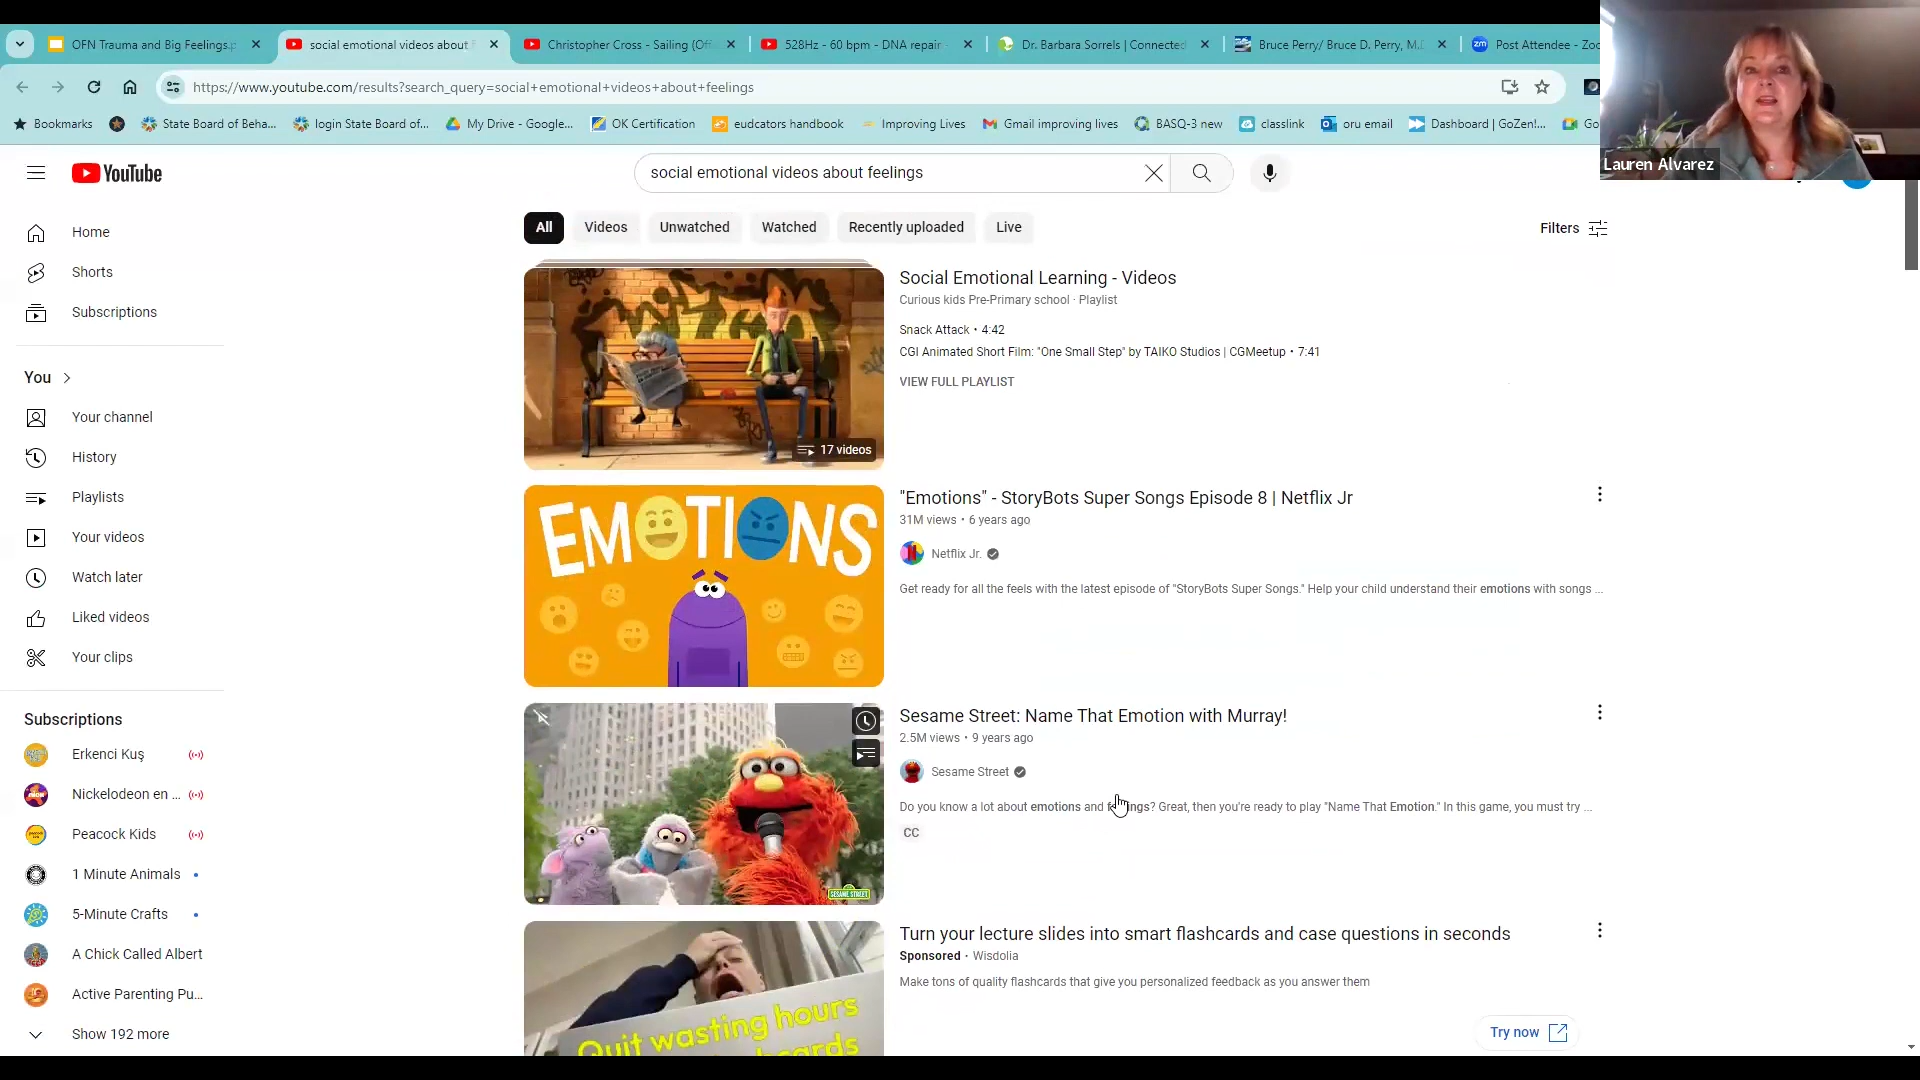 OFN Trauma and Big Feelings.p
social emotional videos about f
Christopher Cross - Sailing (Offi
528Hz - 60 bpm - DNA repair
Dr. Barbara Sorrels | Connected
Bruce Perry/ Bruce D. Perry, M.D
zm Post Attendee - Zoo
https://www.youtube.com/results?search_query=social+emotional+videos+about+feelings
Bookmarks
State Board of Beha...
login State Board of...
My Drive - Google...
OK Certification
eudcators handbook
Improving Lives
Gmail improving lives
BASQ-3 new
classlink
oru email
Dashboard | GoZen!...
Go
Lauren Alvarez
YouTube
social emotional videos about feelings
Home
Shorts
Subscriptions
You
Your channel
History
Playlists
Your videos
Watch later
Liked videos
Your clips
Subscriptions
Erkenci Kuş
Nickelodeon en ...
Peacock Kids
1 Minute Animals
5-Minute Crafts
A Chick Called Albert
Active Parenting Pu...
Show 192 more
All
Videos
Unwatched
Watched
Recently uploaded
Live
Filters
17 videos
Social Emotional Learning - Videos
Curious kids Pre-Primary school · Playlist
Snack Attack • 4:42
CGI Animated Short Film: "One Small Step" by TAIKO Studios | CGMeetup • 7:41
VIEW FULL PLAYLIST
EMOTIONS
"Emotions" - StoryBots Super Songs Episode 8 | Netflix Jr
31M views • 6 years ago
Netflix Jr.
Get ready for all the feels with the latest episode of "StoryBots Super Songs." Help your child understand their emotions with songs ...
SESAME STREET
Sesame Street: Name That Emotion with Murray!
2.5M views • 9 years ago
Sesame Street
Do you know a lot about emotions and feelings? Great, then you're ready to play "Name That Emotion." In this game, you must try ...
CC
Quit wasting hours
Turn your lecture slides into smart flashcards and case questions in seconds
Sponsored · Wisdolia
Make tons of quality flashcards that give you personalized feedback as you answer them
Try now